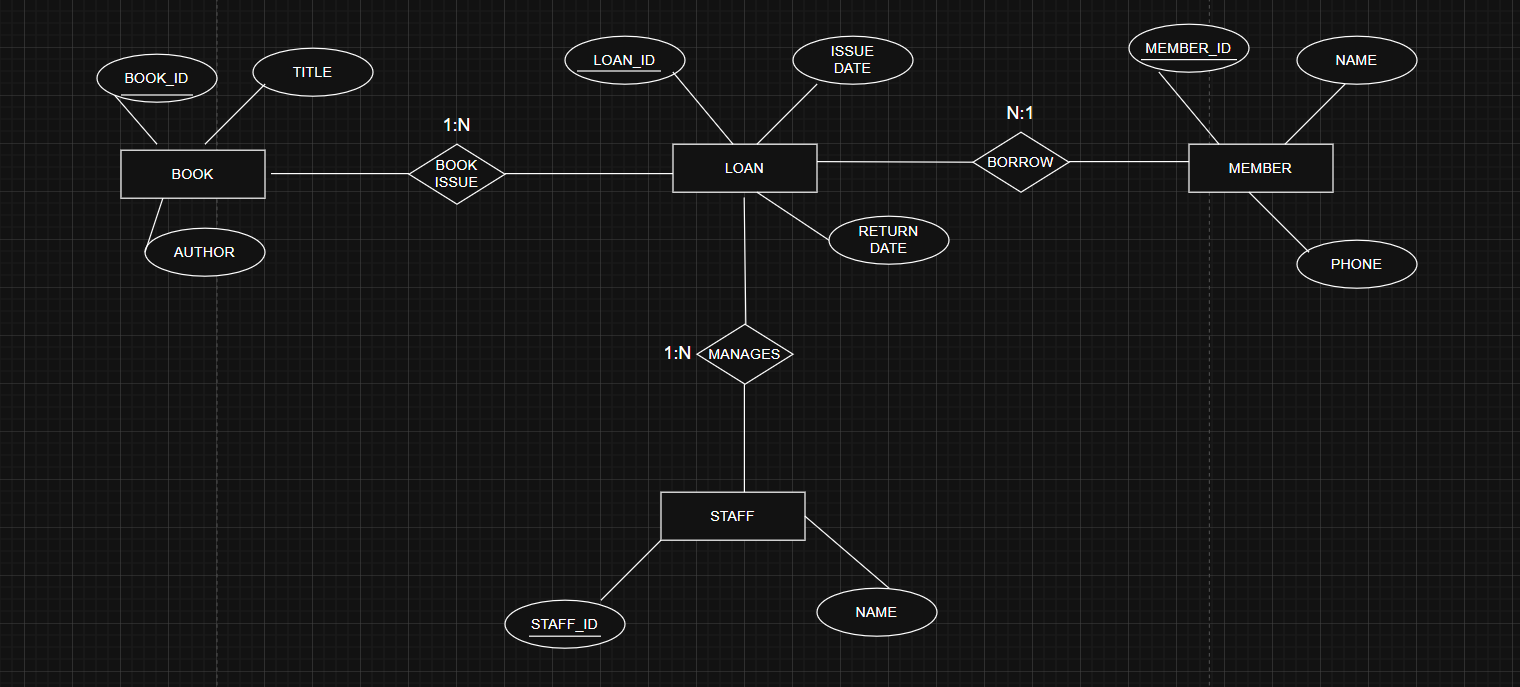 BOOK_ID
TITLE
LOAN_ID
ISSUE
DATE
MEMBER_ID
NAME
1:N
N:1
BOOK
BOOK
ISSUE
LOAN
BORROW
MEMBER
AUTHOR
RETURN
DATE
PHONE
1:N
MANAGES
STAFF
STAFF_ID
NAME